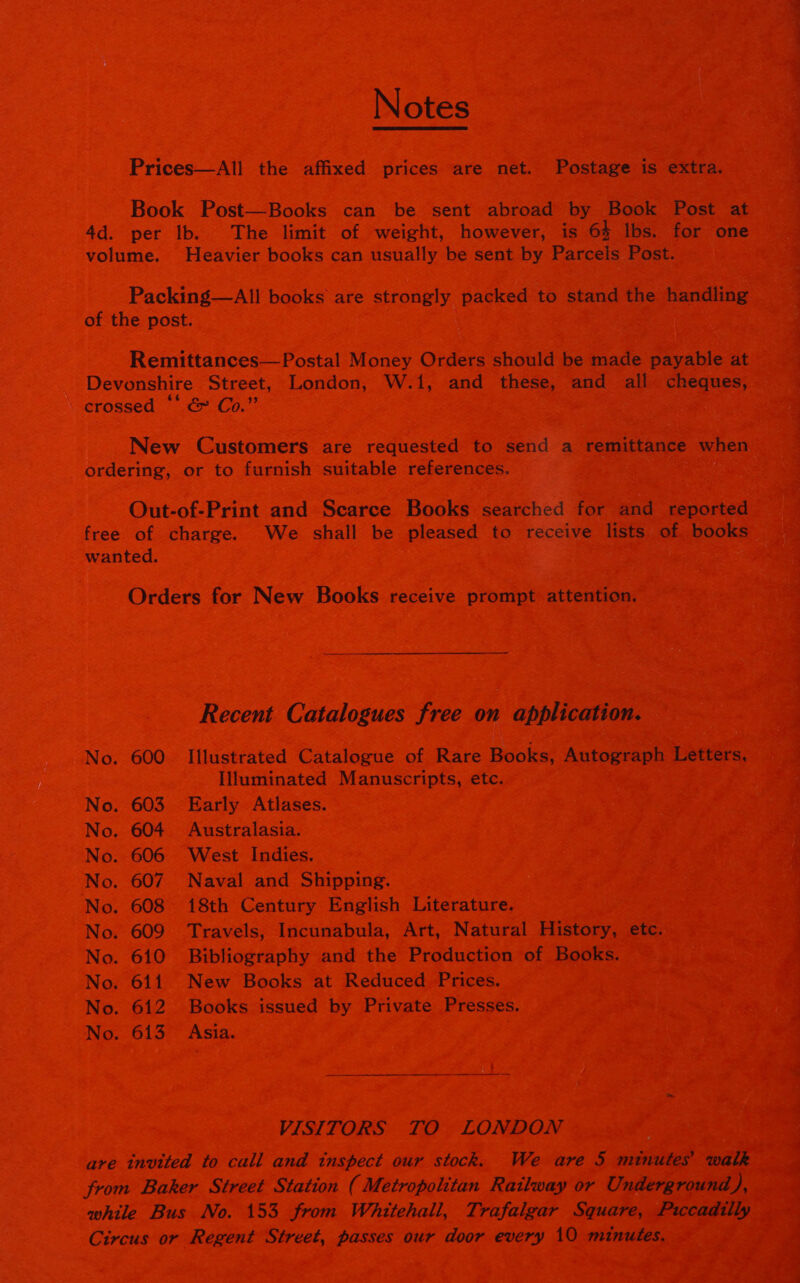 Notes
Prices—All the affixed prices are net. Postage is extra.
Book Post—Books can be sent abroad by Book Post at
4d. per lb. The limit of weight, however, is 6½ lbs. for one
volume. Heavier books can usually be sent by Parcels Post.
Packing—All books are strongly packed to stand the handling
of the post.
Remittances—Postal Money Orders should be made payable at
Devonshire Street, London, W.1, and these, and all cheques,
crossed “ & Co.”
New Customers are requested to send a remittance when
ordering, or to furnish suitable references.
Out-of-Print and Scarce Books searched for and reported
free of charge. We shall be pleased to receive lists of books
wanted.
Orders for New Books receive prompt attention.
Recent Catalogues free on application.
No. 600 Illustrated Catalogue of Rare Books, Autograph Letters,
Illuminated Manuscripts, etc.
No. 603 Early Atlases.
No. 604 Australasia.
No. 606 West Indies.
No. 607 Naval and Shipping.
No. 608 18th Century English Literature.
No. 609 Travels, Incunabula, Art, Natural History, etc.
No. 610 Bibliography and the Production of Books.
No. 611 New Books at Reduced Prices.
No. 612 Books issued by Private Presses.
No. 613 Asia.
VISITORS TO LONDON
are invited to call and inspect our stock. We are 5 minutes’ walk
from Baker Street Station (Metropolitan Railway or Underground),
while Bus No. 153 from Whitehall, Trafalgar Square, Piccadilly
Circus or Regent Street, passes our door every 10 minutes.